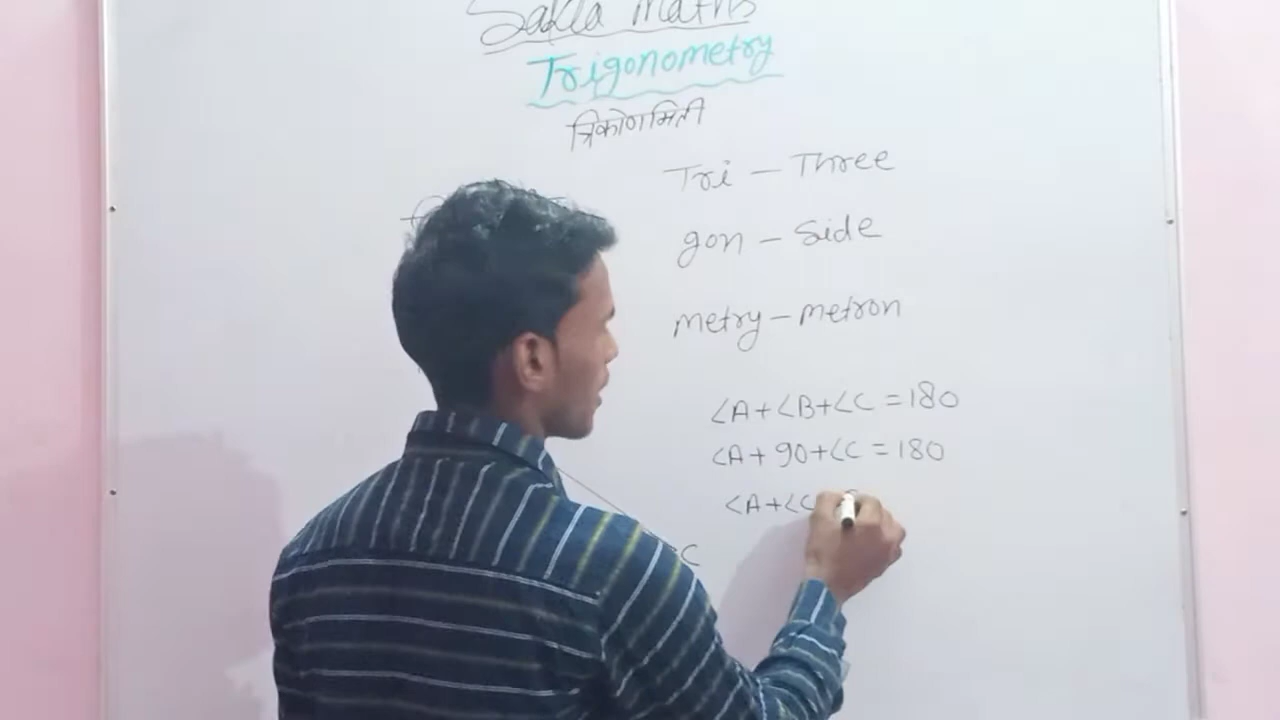 Sakla Maths
Trigonometry
त्रिकोणमिती
Tri - Three
gon - Side
metry - metron
∠A+∠B+∠C = 180
∠A+ 90+∠C = 180
∠A+∠C
C